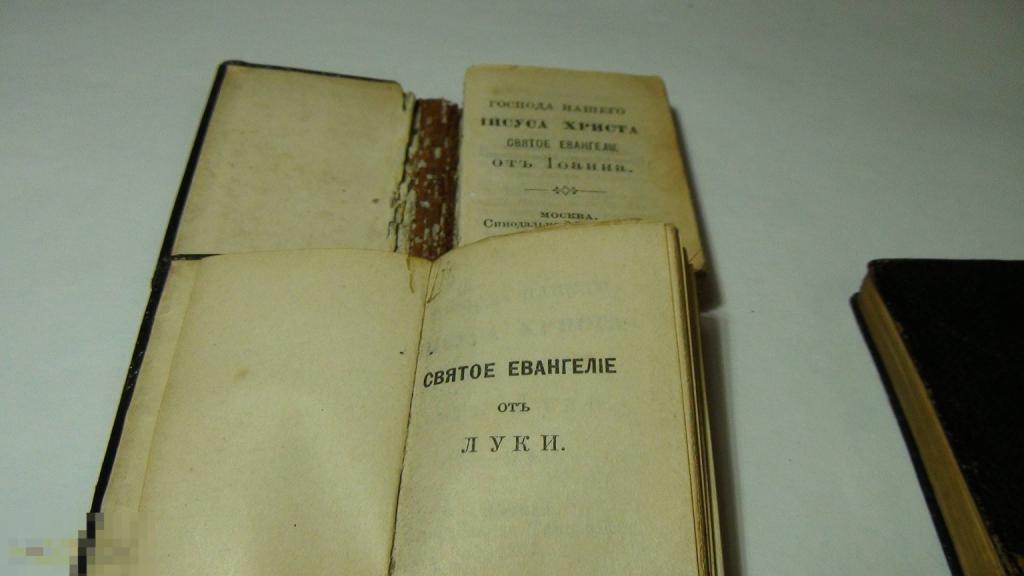 ГОСПОДА НАШЕГО
ІИСУСА ХРИСТА
СВЯТОЕ ЕВАНГЕЛІЕ
отъ Іоанна.
МОСКВА.
СВЯТОЕ ЕВАНГЕЛІЕ
отъ
ЛУКИ.